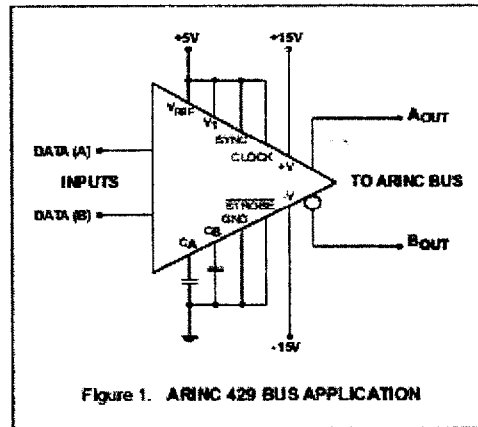 +5V
+15V
VREF
V1
SYNC
CLOCK
+V
AOUT
DATA (A)
INPUTS
TO ARINC BUS
DATA (B)
-V
STROBE
GND
CB
CA
BOUT
-15V
Figure 1. ARINC 429 BUS APPLICATION